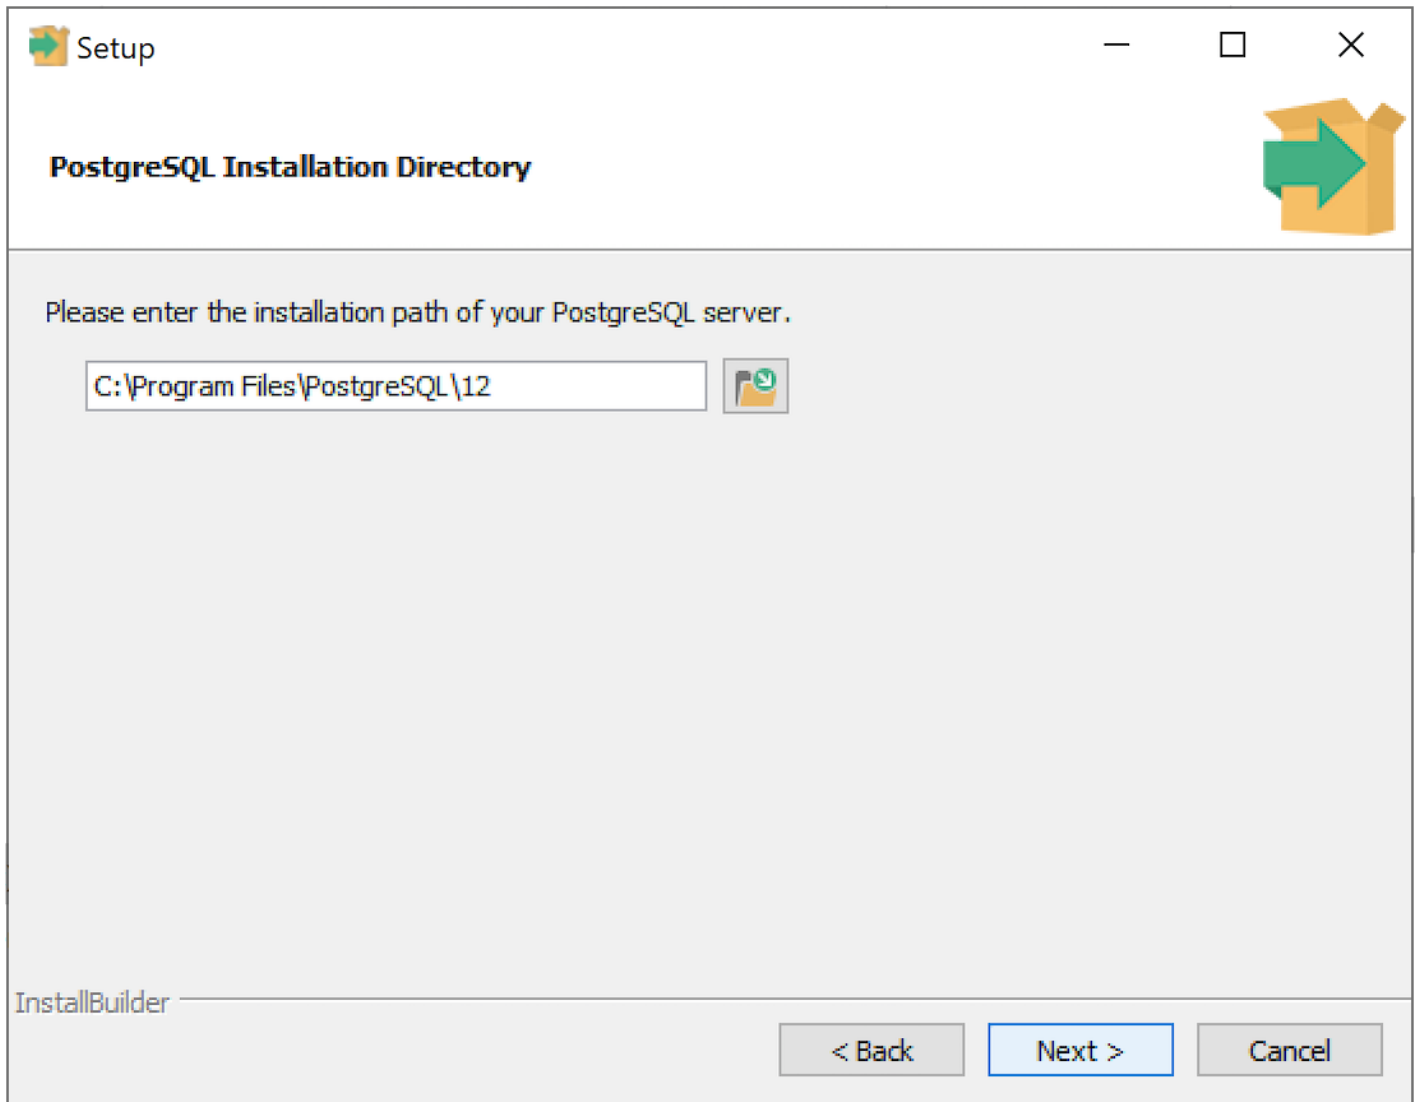 Setup
PostgreSQL Installation Directory
Please enter the installation path of your PostgreSQL server.
C:\Program Files\PostgreSQL\12
InstallBuilder
< Back
Next >
Cancel